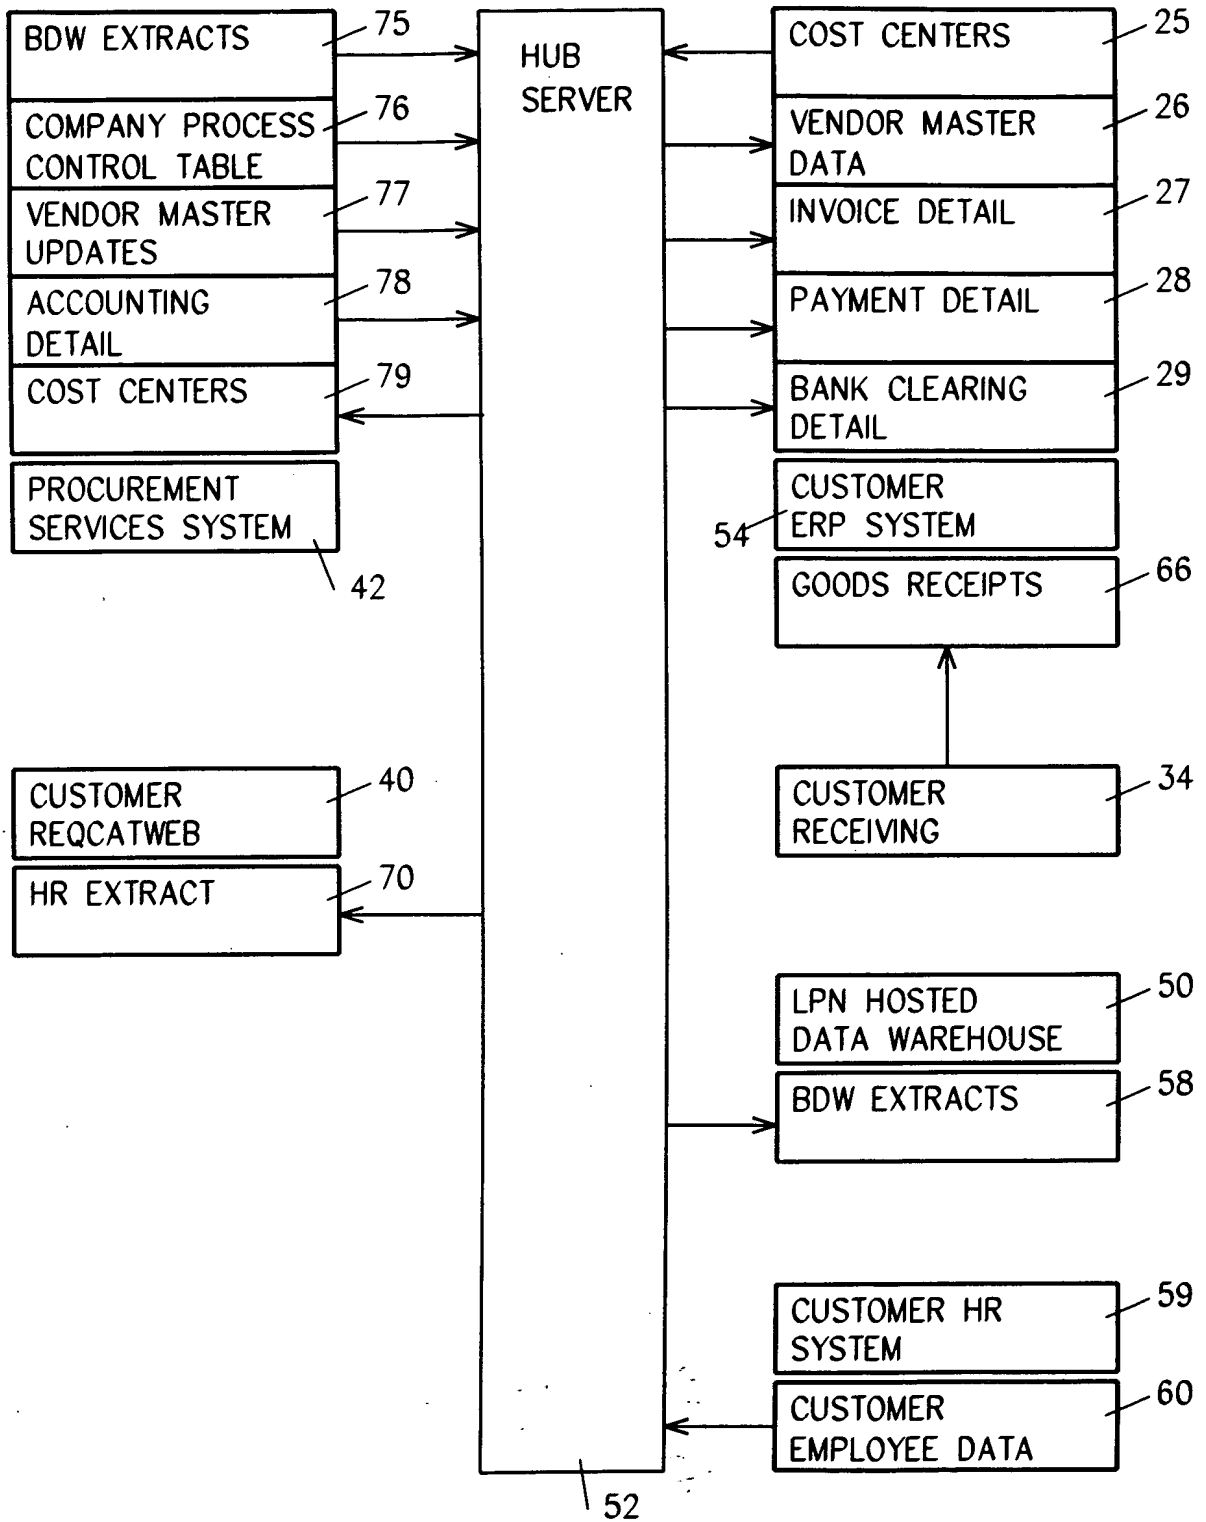 BDW EXTRACTS
75
COMPANY PROCESS
CONTROL TABLE
76
VENDOR MASTER
UPDATES
77
ACCOUNTING
DETAIL
78
COST CENTERS
79
PROCUREMENT
SERVICES SYSTEM
42
CUSTOMER
REQCATWEB
40
HR EXTRACT
70
HUB
SERVER
52
COST CENTERS
25
VENDOR MASTER
DATA
26
INVOICE DETAIL
27
PAYMENT DETAIL
28
BANK CLEARING
DETAIL
29
CUSTOMER
ERP SYSTEM
54
GOODS RECEIPTS
66
CUSTOMER
RECEIVING
34
LPN HOSTED
DATA WAREHOUSE
50
BDW EXTRACTS
58
CUSTOMER HR
SYSTEM
59
CUSTOMER
EMPLOYEE DATA
60